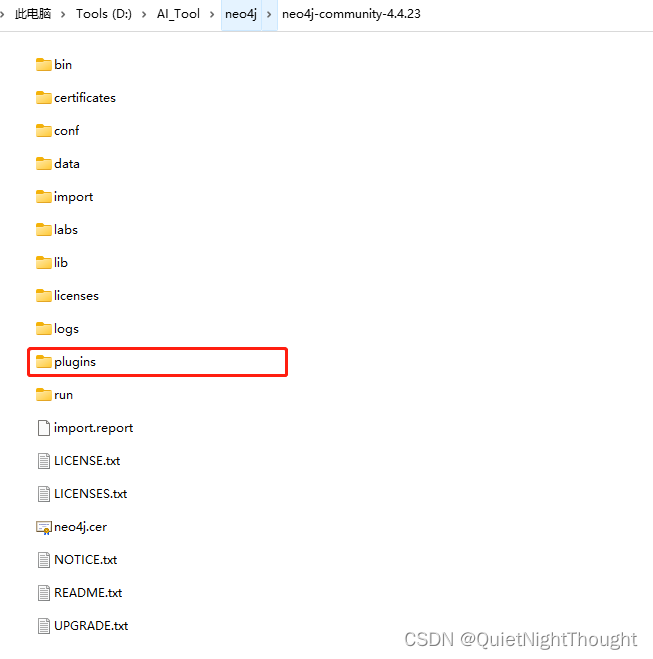 此电脑 › Tools (D:) › AI_Tool › neo4j › neo4j-community-4.4.23
bin
certificates
conf
data
import
labs
lib
licenses
logs
plugins
run
import.report
LICENSE.txt
LICENSES.txt
neo4j.cer
NOTICE.txt
README.txt
UPGRADE.txt
CSDN @QuietNightThought